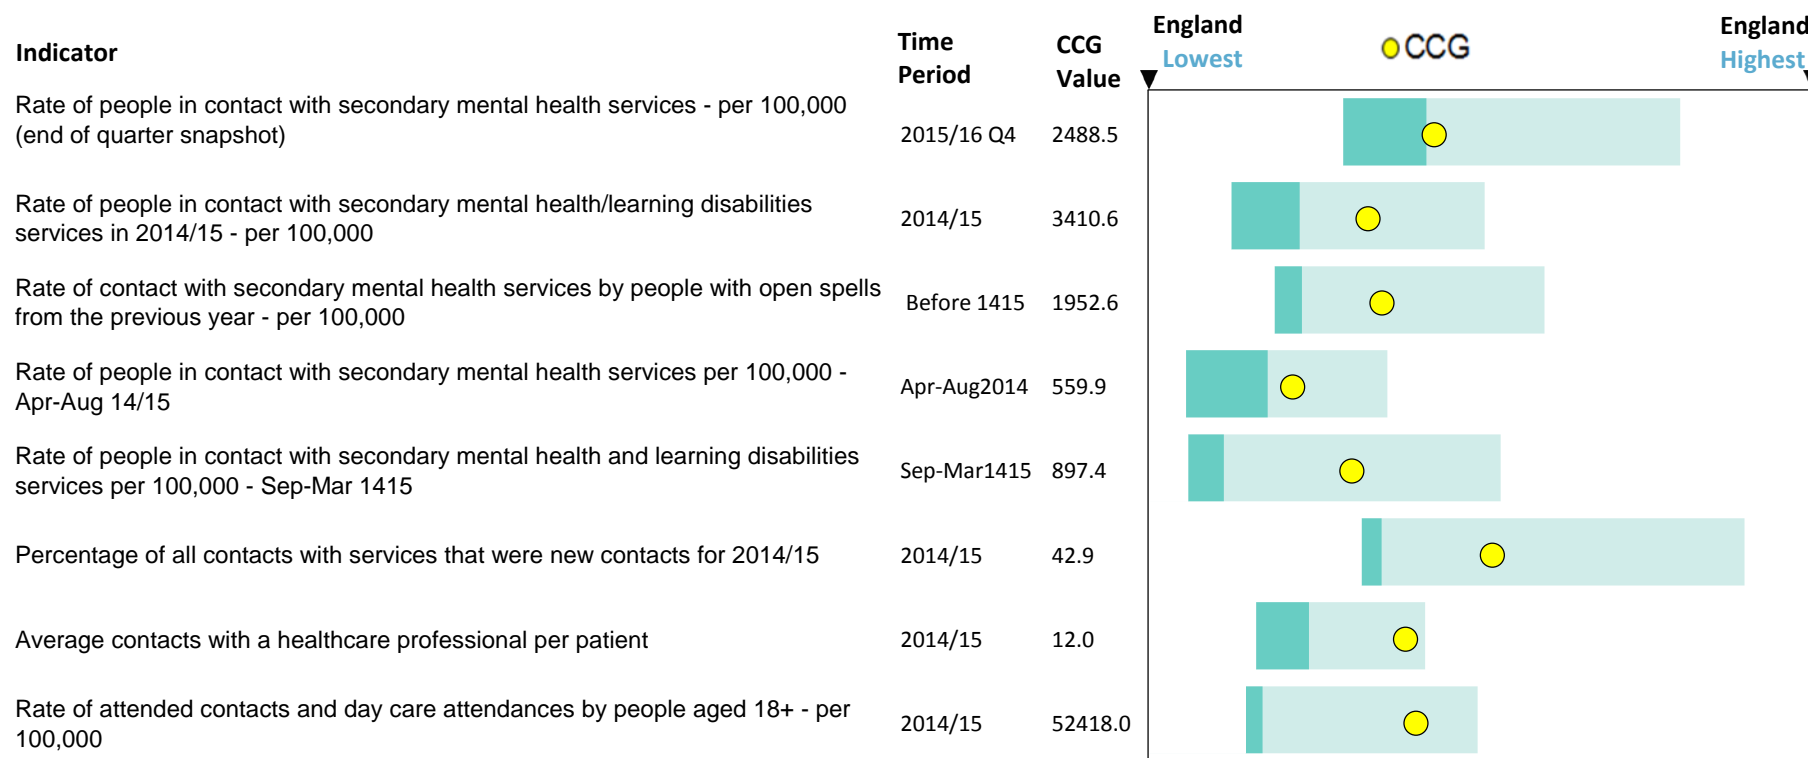 Indicator
Time
Period
CCG
Value
England
Lowest
CCG
England
Highest
Rate of people in contact with secondary mental health services - per 100,000
(end of quarter snapshot)
2015/16 Q4
2488.5
Rate of people in contact with secondary mental health/learning disabilities
services in 2014/15 - per 100,000
2014/15
3410.6
Rate of contact with secondary mental health services by people with open spells
from the previous year - per 100,000
Before 1415
1952.6
Rate of people in contact with secondary mental health services per 100,000 -
Apr-Aug 14/15
Apr-Aug2014
559.9
Rate of people in contact with secondary mental health and learning disabilities
services per 100,000 - Sep-Mar 1415
Sep-Mar1415
897.4
Percentage of all contacts with services that were new contacts for 2014/15
2014/15
42.9
Average contacts with a healthcare professional per patient
2014/15
12.0
Rate of attended contacts and day care attendances by people aged 18+ - per
100,000
2014/15
52418.0